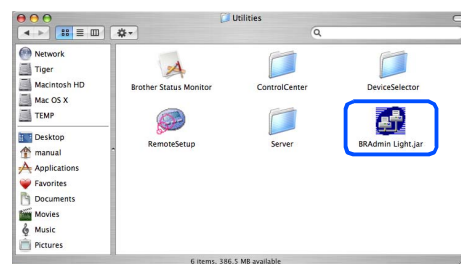 Utilities
Network
Tiger
Macintosh HD
Mac OS X
TEMP
Desktop
manual
Applications
Favorites
Documents
Movies
Music
Pictures
Brother Status Monitor
ControlCenter
DeviceSelector
RemoteSetup
Server
BRAdmin Light.jar
6 items, 386.5 MB available